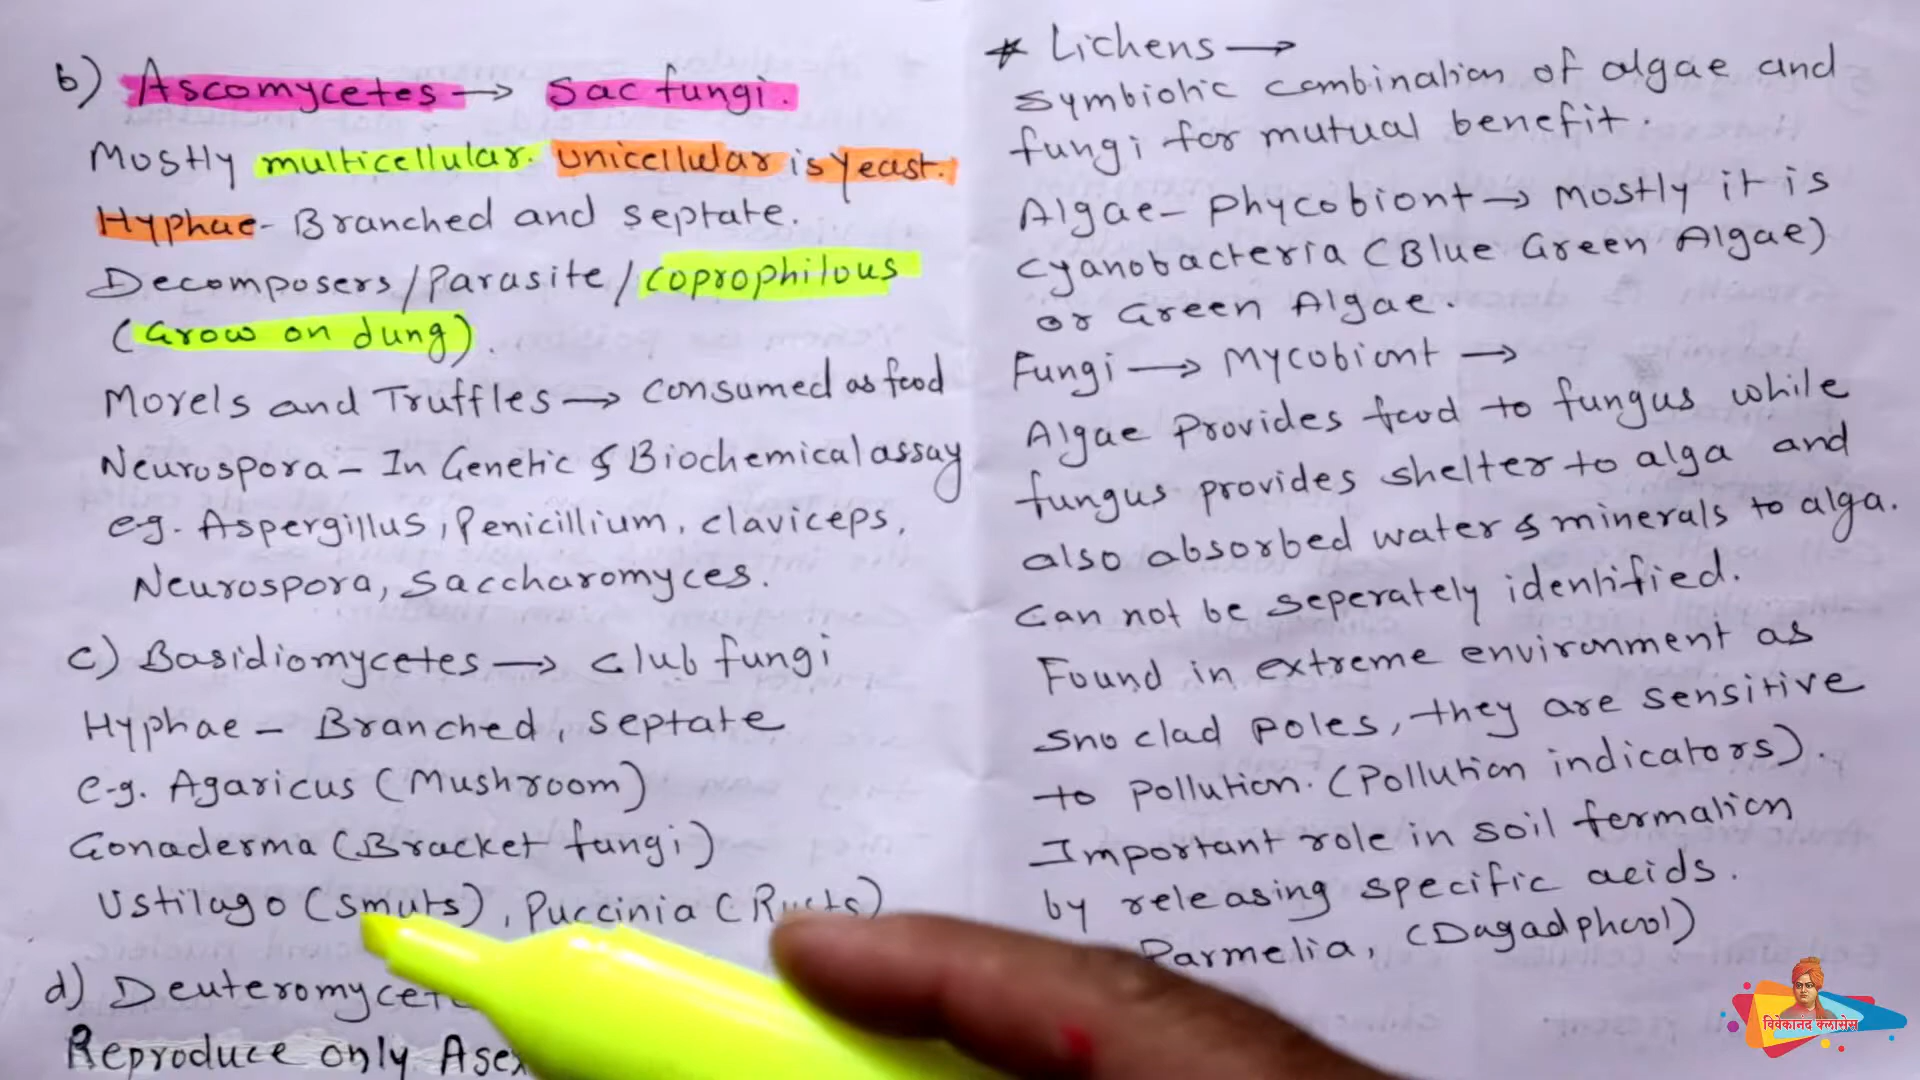 b) Ascomycetes → Sac fungi.
Mostly multicellular. unicellular is yeast.
Hyphae - Branched and septate.
Decomposers/Parasite/coprophilous
(Grow on dung).
Morels and Truffles → consumed as food
Neurospora - In Genetic & Biochemical assay
e.g. Aspergillus, Penicillium, claviceps,
Neurospora, Saccharomyces.
c) Basidiomycetes → club fungi
Hyphae - Branched, septate
e.g. Agaricus (Mushroom)
Gonaderma (Bracket fungi)
Ustilago (smuts), Puccinia (Rusts)
d) Deuteromycete
Reproduce only Asex
* Lichens →
symbiotic combination of algae and
fungi for mutual benefit.
Algae - Phycobiont → Mostly it is
cyanobacteria (Blue Green Algae)
or Green Algae.
Fungi → Mycobiont →
Algae provides food to fungus while
fungus provides shelter to alga and
also absorbed water & minerals to alga.
can not be seperately identified.
Found in extreme environment as
sno clad poles, they are sensitive
to pollution. (Pollution indicators).
Important role in soil formation
by releasing specific acids.
Parmelia, (Dagadphool)
विवेकानंद क्लासेस